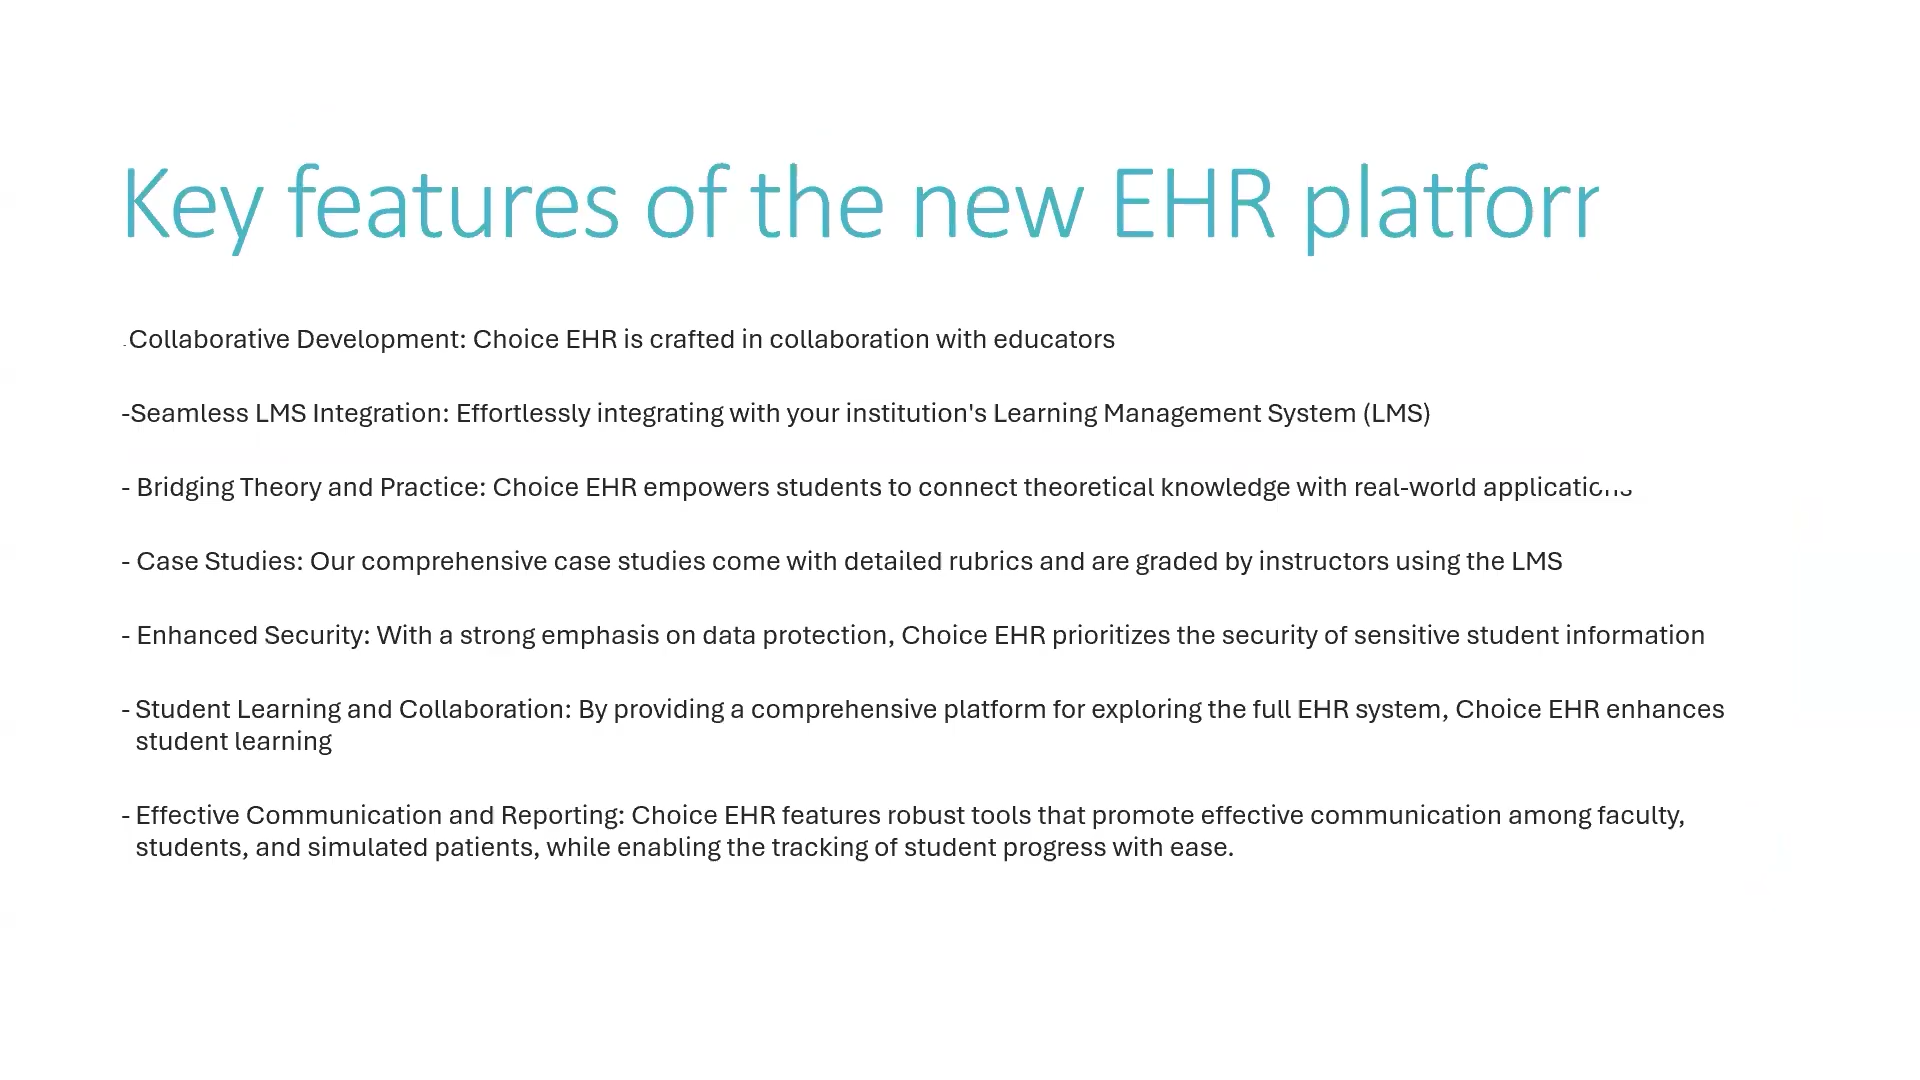 Key features of the new EHR platforr
-Collaborative Development: Choice EHR is crafted in collaboration with educators
-Seamless LMS Integration: Effortlessly integrating with your institution's Learning Management System (LMS)
- Bridging Theory and Practice: Choice EHR empowers students to connect theoretical knowledge with real-world applications
- Case Studies: Our comprehensive case studies come with detailed rubrics and are graded by instructors using the LMS
- Enhanced Security: With a strong emphasis on data protection, Choice EHR prioritizes the security of sensitive student information
- Student Learning and Collaboration: By providing a comprehensive platform for exploring the full EHR system, Choice EHR enhances
student learning
- Effective Communication and Reporting: Choice EHR features robust tools that promote effective communication among faculty,
students, and simulated patients, while enabling the tracking of student progress with ease.